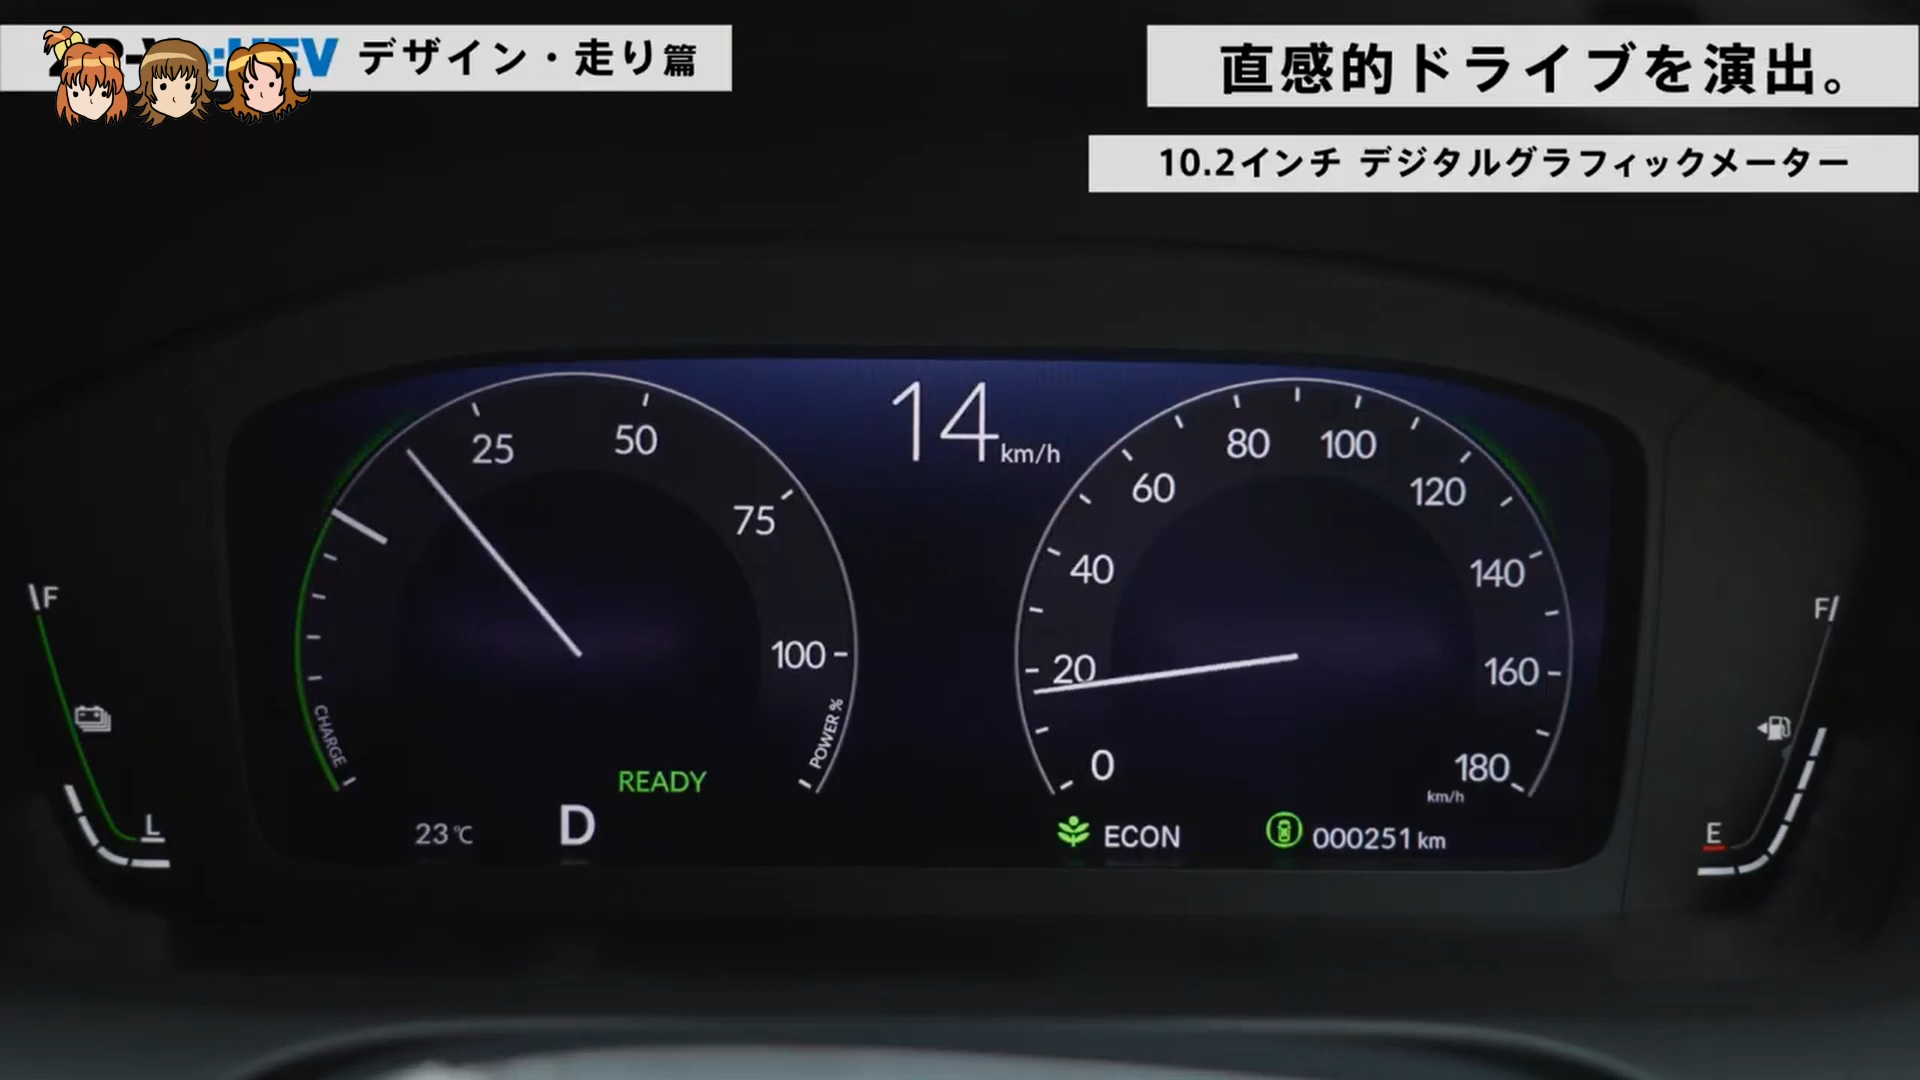 e:HEV デザイン・走り篇
直感的ドライブを演出。
10.2インチ デジタルグラフィックメーター
14 km/h
25
50
75
100
CHARGE
POWER %
READY
23℃
D
0
20
40
60
80
100
120
140
160
180
km/h
ECON
000251 km
F
L
F
E